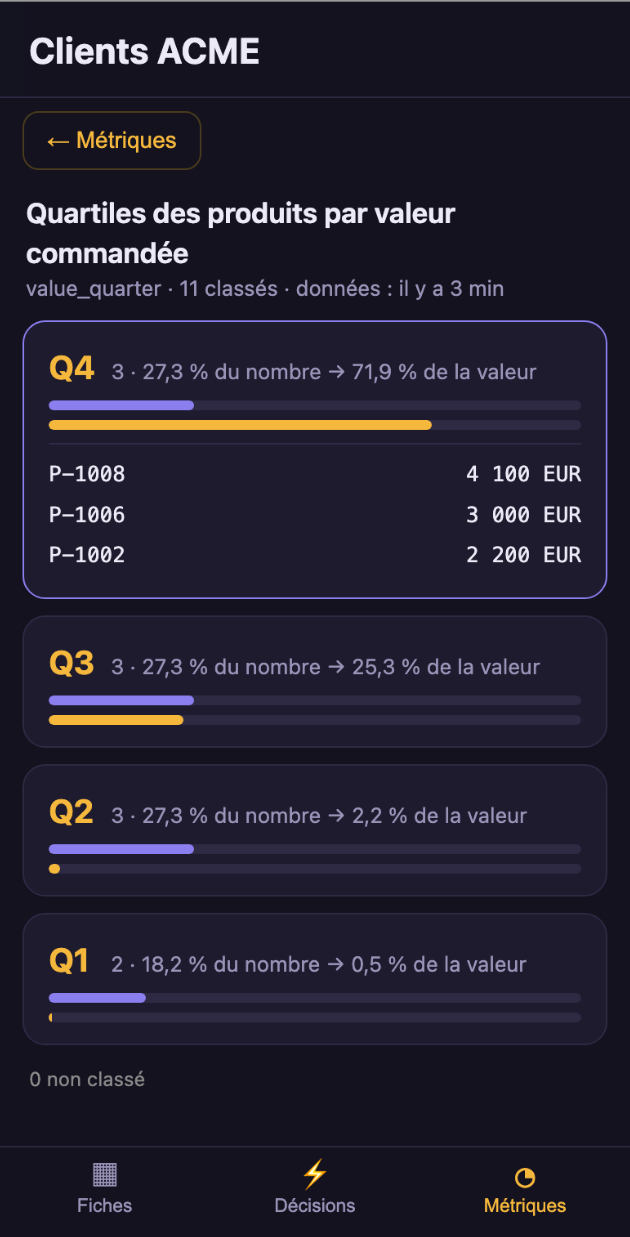 Clients ACME
← Métriques
Quartiles des produits par valeur
commandée
value_quarter · 11 classés · données : il y a 3 min
Q4 3 · 27,3 % du nombre → 71,9 % de la valeur
P-1008 4 100 EUR
P-1006 3 000 EUR
P-1002 2 200 EUR
Q3 3 · 27,3 % du nombre → 25,3 % de la valeur
Q2 3 · 27,3 % du nombre → 2,2 % de la valeur
Q1 2 · 18,2 % du nombre → 0,5 % de la valeur
0 non classé
Fiches Décisions Métriques